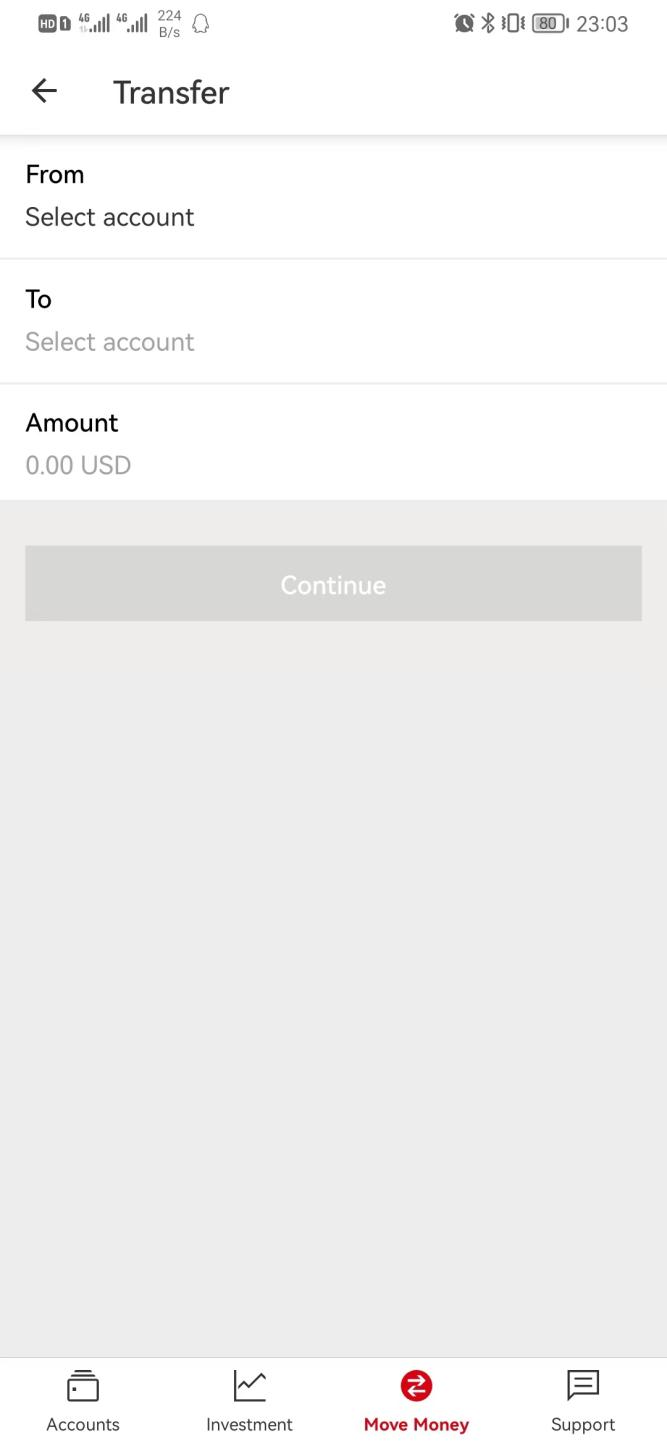 HD 1 4G 4G 224 B/s 80 23:03
Transfer
From
Select account
To
Select account
Amount
0.00 USD
Continue
Accounts Investment Move Money Support